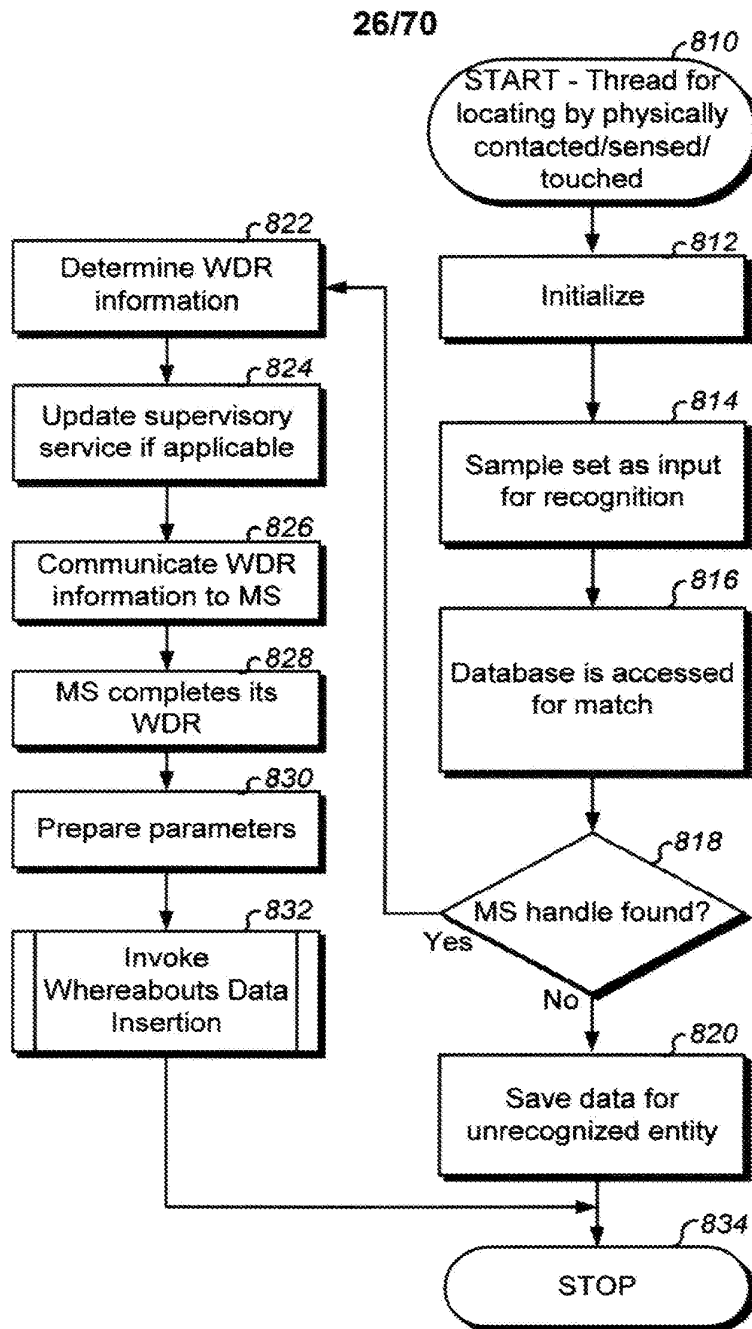 26/70
810
START - Thread for
locating by physically
contacted/sensed/
touched
812
Initialize
814
Sample set as input
for recognition
816
Database is accessed
for match
818
MS handle found?
Yes
No
820
Save data for
unrecognized entity
822
Determine WDR
information
824
Update supervisory
service if applicable
826
Communicate WDR
information to MS
828
MS completes its
WDR
830
Prepare parameters
832
Invoke
Whereabouts Data
Insertion
834
STOP